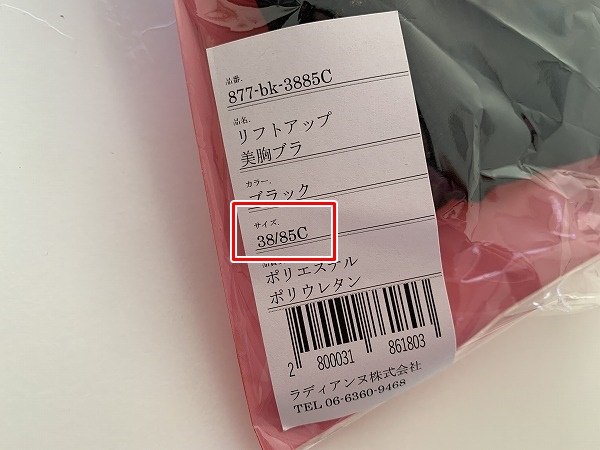 品番.
877-bk-3885C
品名.
リフトアップ
美胸ブラ
カラー.
ブラック
サイズ.
38/85C
ポリエステル
ポリウレタン
2 800031 861803
ラディアンヌ株式会社
TEL 06-6360-9468